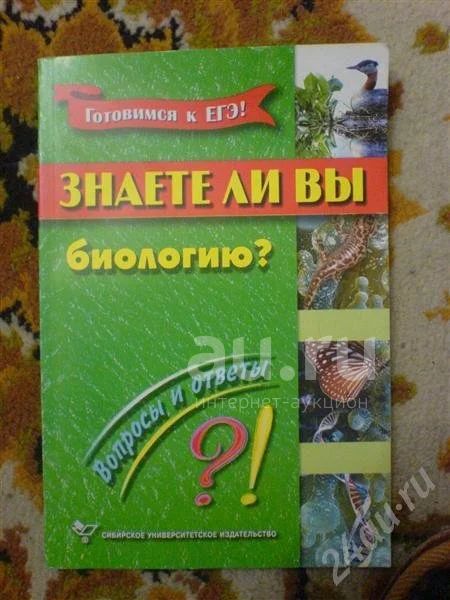 Готовимся к ЕГЭ!
ЗНАЕТЕ ЛИ ВЫ
биологию?
au.ru
интернет-аукцион
Вопросы и ответы
?!
СИБИРСКОЕ УНИВЕРСИТЕТСКОЕ ИЗДАТЕЛЬСТВО
24au.ru